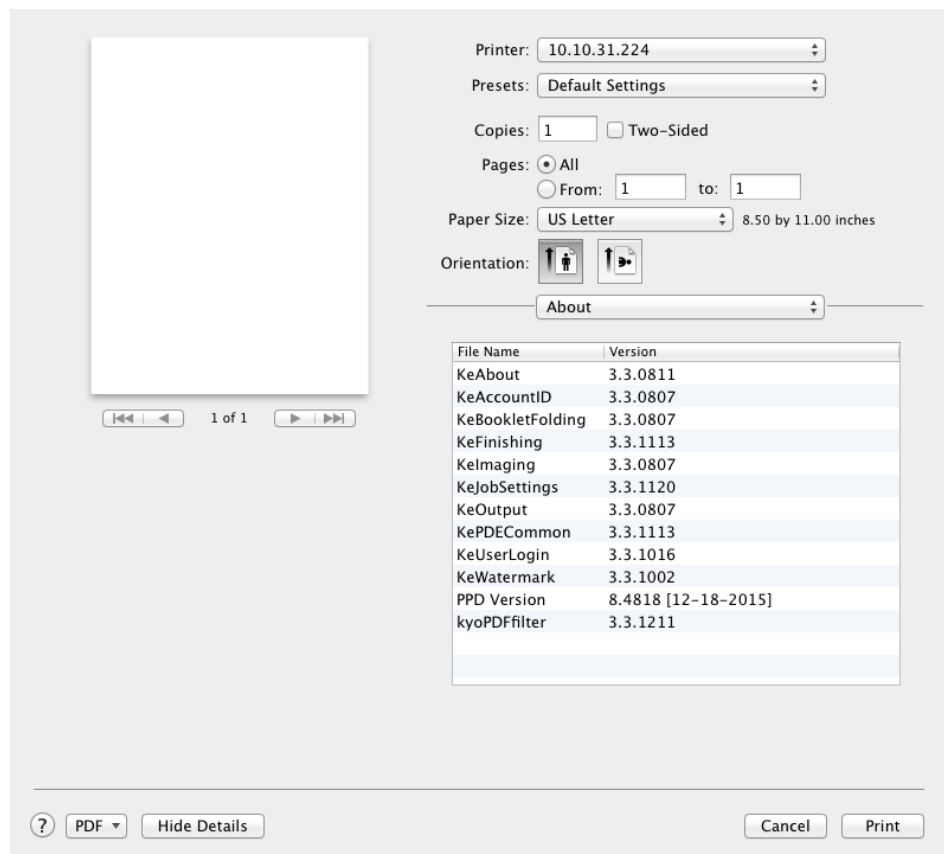 Printer: 10.10.31.224
Presets: Default Settings
Copies: 1 Two-Sided
Pages: All
From: 1 to: 1
Paper Size: US Letter 8.50 by 11.00 inches
Orientation:
About
File Name Version
KeAbout 3.3.0811
KeAccountID 3.3.0807
KeBookletFolding 3.3.0807
KeFinishing 3.3.1113
KeImaging 3.3.0807
KeJobSettings 3.3.1120
KeOutput 3.3.0807
KePDECommon 3.3.1113
KeUserLogin 3.3.1016
KeWatermark 3.3.1002
PPD Version 8.4818 [12-18-2015]
kyoPDFfilter 3.3.1211
1 of 1
? PDF Hide Details Cancel Print